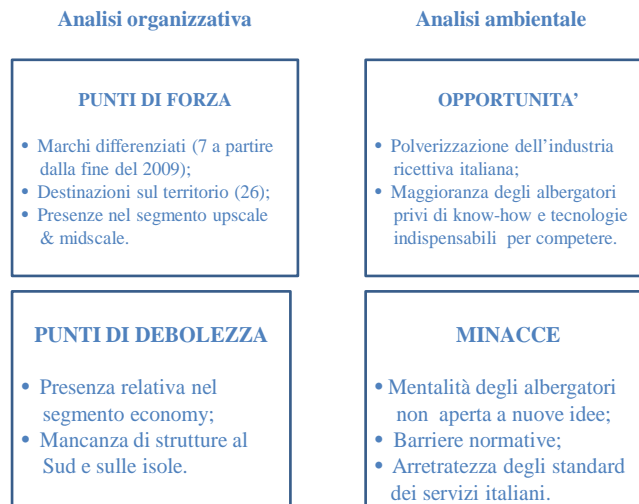 Analisi organizzativa
Analisi ambientale
PUNTI DI FORZA
• Marchi differenziati (7 a partire
dalla fine del 2009);
• Destinazioni sul territorio (26);
• Presenze nel segmento upscale
& midscale.
OPPORTUNITA’
• Polverizzazione dell’industria
ricettiva italiana;
• Maggioranza degli albergatori
privi di know-how e tecnologie
indispensabili per competere.
PUNTI DI DEBOLEZZA
• Presenza relativa nel
segmento economy;
• Mancanza di strutture al
Sud e sulle isole.
MINACCE
• Mentalità degli albergatori
non aperta a nuove idee;
• Barriere normative;
• Arretratezza degli standard
dei servizi italiani.